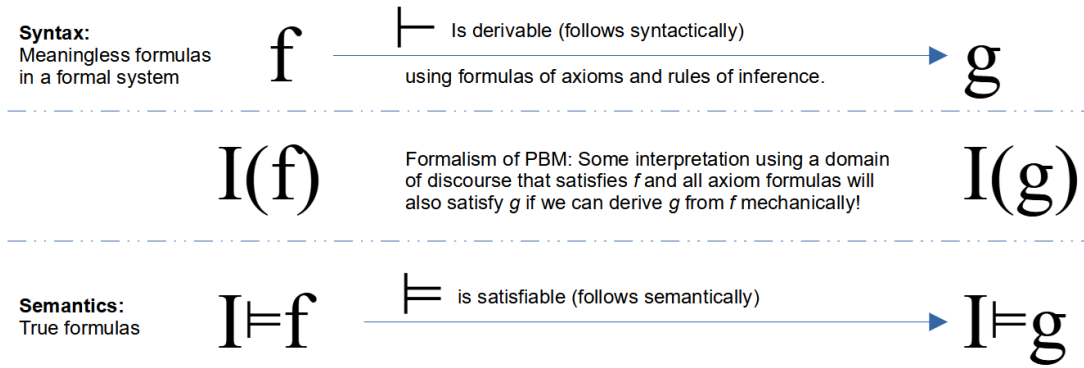 Syntax:
Meaningless formulas
in a formal system
f
⊢ Is derivable (follows syntactically)
using formulas of axioms and rules of inference.
g
I(f)
Formalism of PBM: Some interpretation using a domain
of discourse that satisfies f and all axiom formulas will
also satisfy g if we can derive g from f mechanically!
I(g)
Semantics:
True formulas
I⊨f
⊨ is satisfiable (follows semantically)
I⊨g